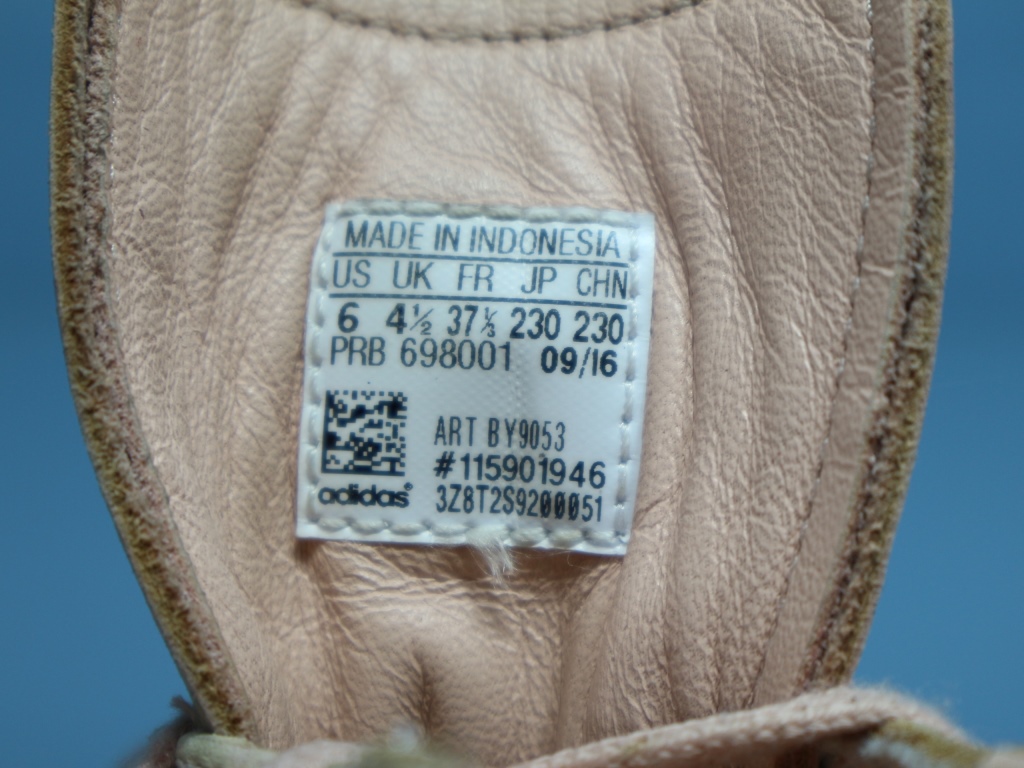 MADE IN INDONESIA
US UK FR JP CHN
6 4½ 37⅓ 230 230
PRB 698001 09/16
ART BY9053
#115901946
adidas® 3Z8T2S9200051